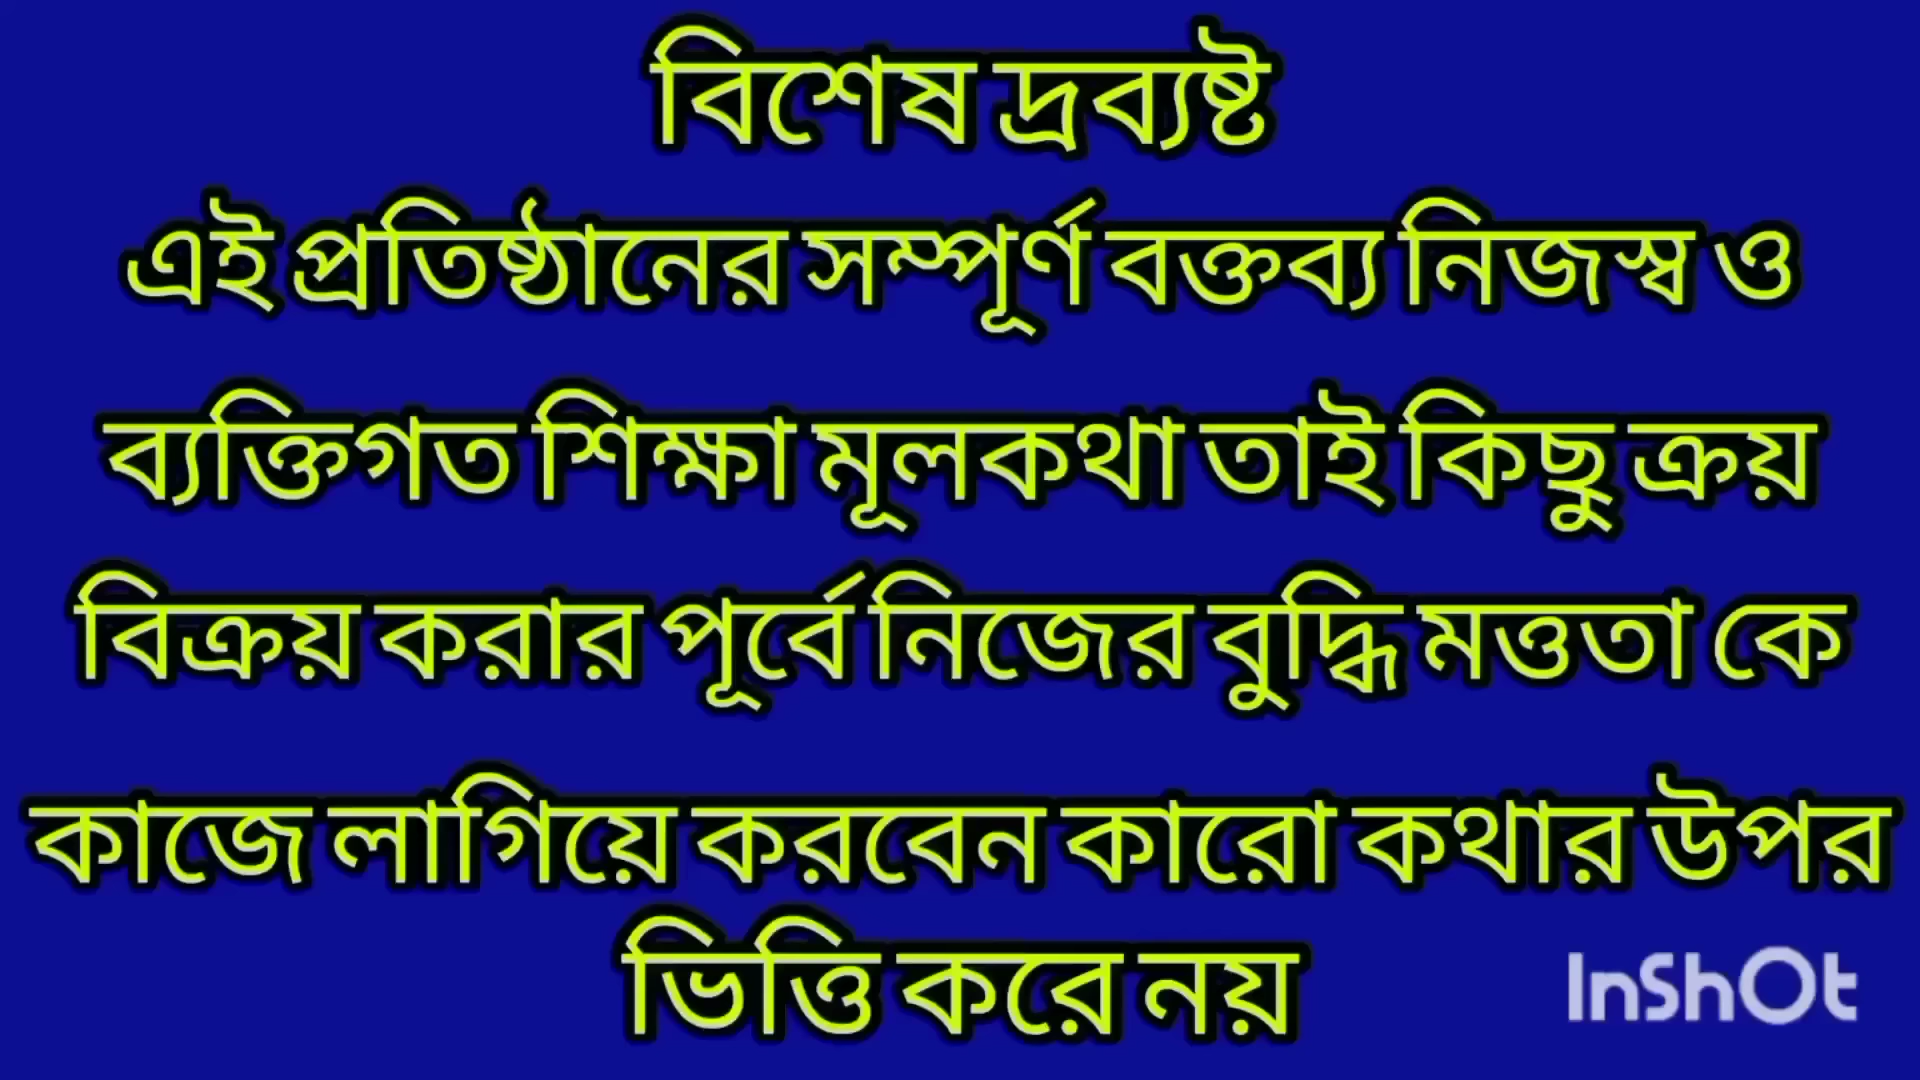 বিশেষ দ্রব্যষ্ট
এই প্রতিষ্ঠানের সম্পূর্ণ বক্তব্য নিজস্ব ও
ব্যক্তিগত শিক্ষা মূলকথা তাই কিছু ক্রয়
বিক্রয় করার পূর্বে নিজের বুদ্ধি মত্ততা কে
কাজে লাগিয়ে করবেন কারো কথার উপর
ভিত্তি করে নয়
InShOt